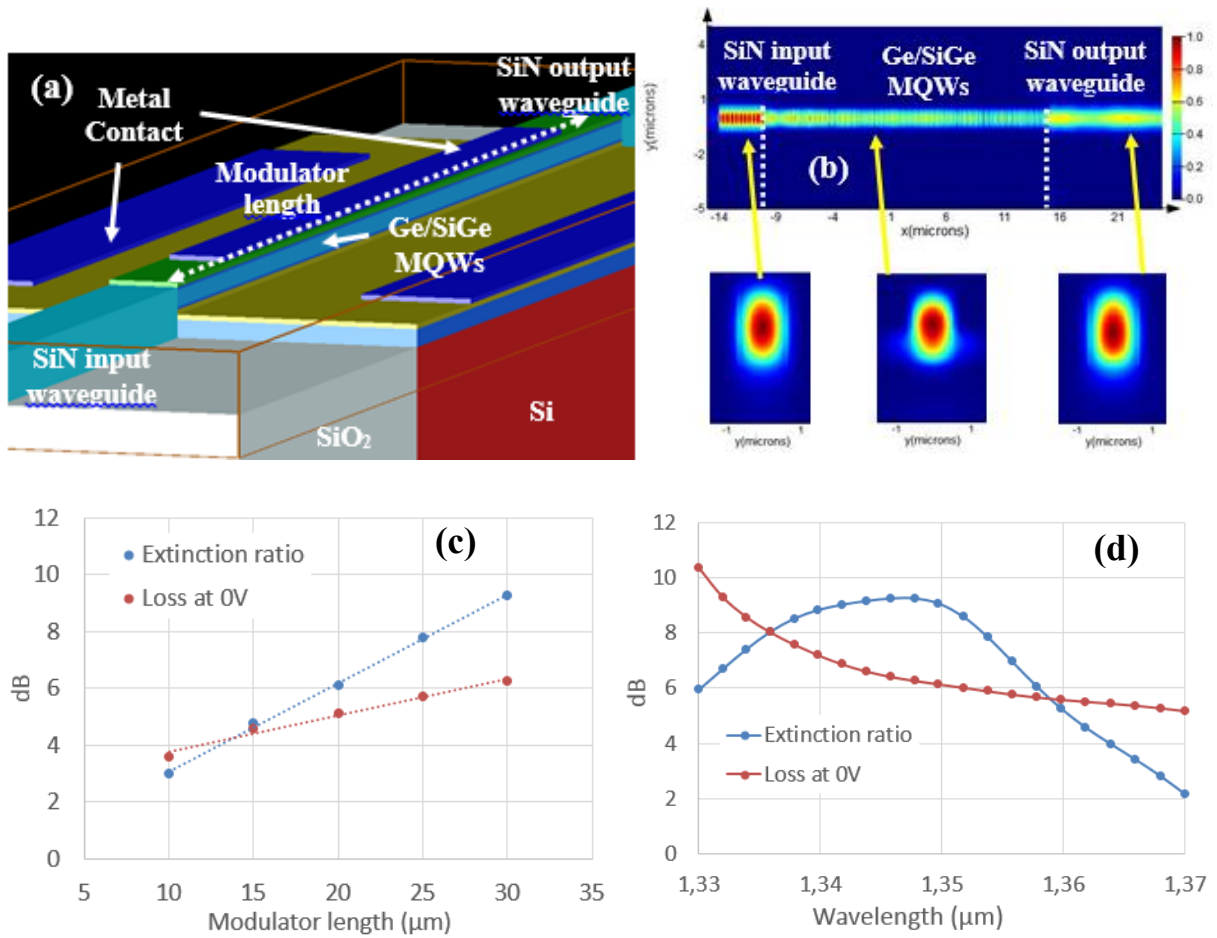 (a)
Metal
Contact
SiN output
waveguide
Modulator
length
Ge/SiGe
MQWs
SiN input
waveguide
SiO2
Si
SiN input
waveguide
Ge/SiGe
MQWs
SiN output
waveguide
(b)
y(microns)
4
1
-2
-5
-14 -9 -4 1 6 11 16 21
x(microns)
1.0
0.8
0.6
0.4
0.2
0.0
-1 1
y(microns)
-1 1
y(microns)
-1 1
y(microns)
(c)
Extinction ratio
Loss at 0V
dB
12
10
8
6
4
2
0
5 10 15 20 25 30 35
Modulator length (µm)
(d)
Extinction ratio
Loss at 0V
dB
12
10
8
6
4
2
0
1,33 1,34 1,35 1,36 1,37
Wavelength (µm)